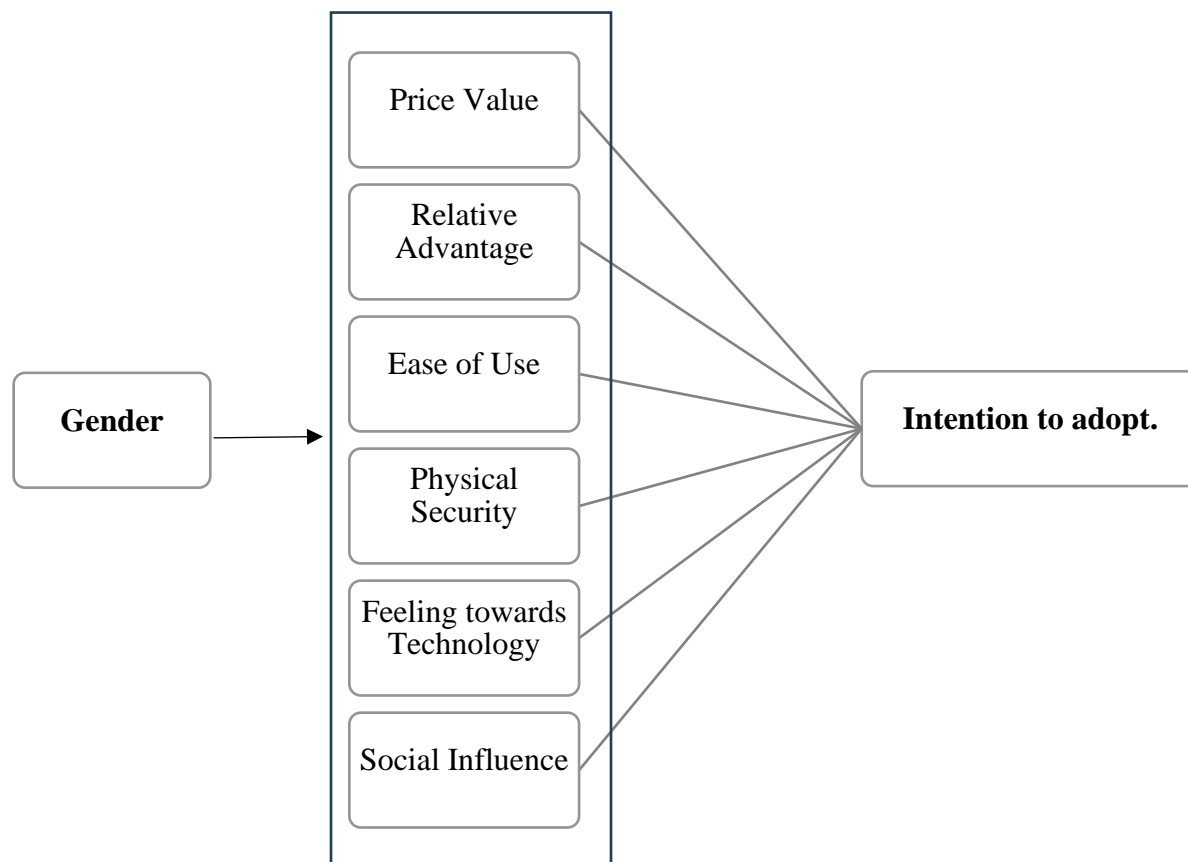 Price Value
Relative
Advantage
Ease of Use
Gender
Intention to adopt.
Physical
Security
Feeling towards
Technology
Social Influence